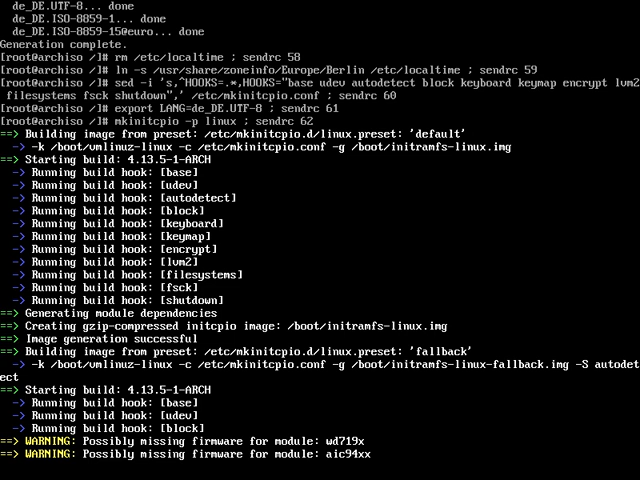 de_DE.UTF-8... done
de_DE.ISO-8859-1... done
de_DE.ISO-8859-15@euro... done
Generation complete.
[root@archiso /]# rm /etc/localtime ; sendrc 58
[root@archiso /]# ln -s /usr/share/zoneinfo/Europe/Berlin /etc/localtime ; sendrc 59
[root@archiso /]# sed -i 's,^HOOKS=.*,HOOKS="base udev autodetect block keyboard keymap encrypt lvm2
filesystems fsck shutdown",' /etc/mkinitcpio.conf ; sendrc 60
[root@archiso /]# export LANG=de_DE.UTF-8 ; sendrc 61
[root@archiso /]# mkinitcpio -p linux ; sendrc 62
==> Building image from preset: /etc/mkinitcpio.d/linux.preset: 'default'
-> -k /boot/vmlinuz-linux -c /etc/mkinitcpio.conf -g /boot/initramfs-linux.img
==> Starting build: 4.13.5-1-ARCH
-> Running build hook: [base]
-> Running build hook: [udev]
-> Running build hook: [autodetect]
-> Running build hook: [block]
-> Running build hook: [keyboard]
-> Running build hook: [keymap]
-> Running build hook: [encrypt]
-> Running build hook: [lvm2]
-> Running build hook: [filesystems]
-> Running build hook: [fsck]
-> Running build hook: [shutdown]
==> Generating module dependencies
==> Creating gzip-compressed initcpio image: /boot/initramfs-linux.img
==> Image generation successful
==> Building image from preset: /etc/mkinitcpio.d/linux.preset: 'fallback'
-> -k /boot/vmlinuz-linux -c /etc/mkinitcpio.conf -g /boot/initramfs-linux-fallback.img -S autodet
ect
==> Starting build: 4.13.5-1-ARCH
-> Running build hook: [base]
-> Running build hook: [udev]
-> Running build hook: [block]
==> WARNING: Possibly missing firmware for module: wd719x
==> WARNING: Possibly missing firmware for module: aic94xx